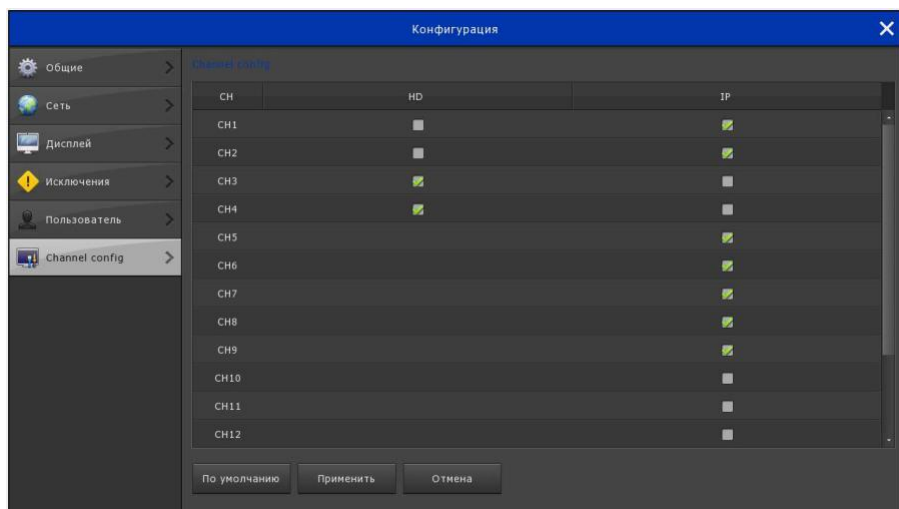 Конфигурация
Общие
Сеть
Дисплей
Исключения
Пользователь
Channel config
Channel config
CH HD IP
CH1
CH2
CH3
CH4
CH5
CH6
CH7
CH8
CH9
CH10
CH11
CH12
По умолчанию Применить Отмена